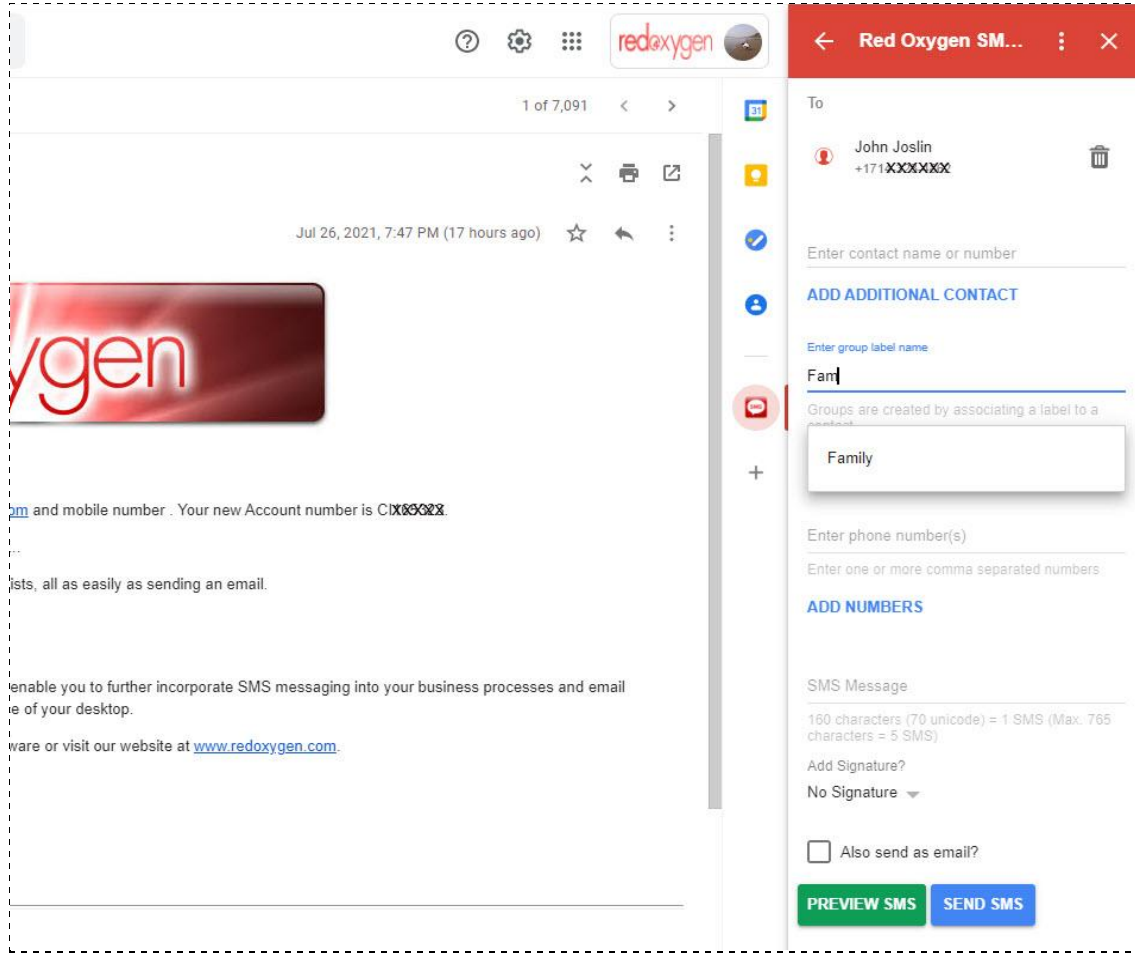 redoxygen
Red Oxygen SM...
1 of 7,091
31
To
John Joslin
+171XXXXXX
Jul 26, 2021, 7:47 PM (17 hours ago)
Enter contact name or number
ADD ADDITIONAL CONTACT
ygen
Enter group label name
Fam
Groups are created by associating a label to a
contact
SMS
Family
om and mobile number . Your new Account number is CI
..
Enter phone number(s)
Enter one or more comma separated numbers
ists, all as easily as sending an email.
ADD NUMBERS
enable you to further incorporate SMS messaging into your business processes and email
e of your desktop.
SMS Message
160 characters (70 unicode) = 1 SMS (Max. 765
characters = 5 SMS)
ware or visit our website at www.redoxygen.com.
Add Signature?
No Signature
Also send as email?
PREVIEW SMS
SEND SMS